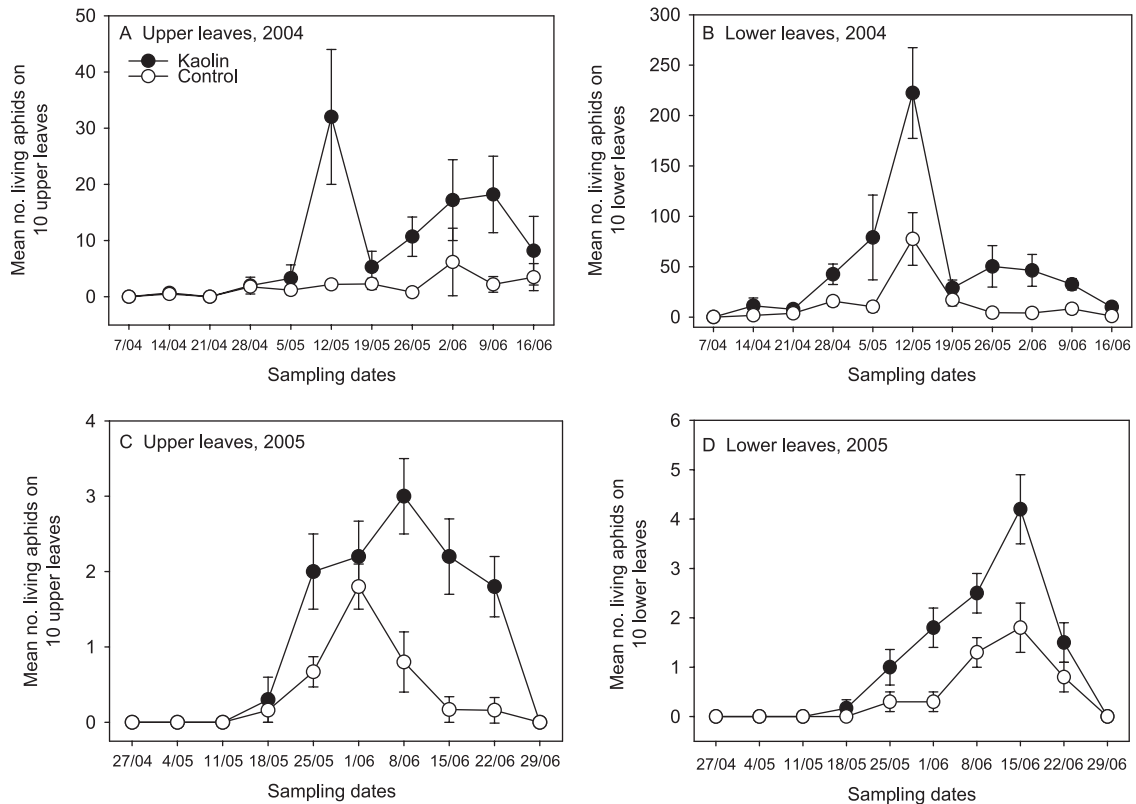 A Upper leaves, 2004
Kaolin
Control
Mean no. living aphids on
10 upper leaves
50
40
30
20
10
0
7/04 14/04 21/04 28/04 5/05 12/05 19/05 26/05 2/06 9/06 16/06
Sampling dates
B Lower leaves, 2004
Mean no. living aphids on
10 lower leaves
300
250
200
150
100
50
0
7/04 14/04 21/04 28/04 5/05 12/05 19/05 26/05 2/06 9/06 16/06
Sampling dates
C Upper leaves, 2005
Mean no. living aphids on
10 upper leaves
4
3
2
1
0
27/04 4/05 11/05 18/05 25/05 1/06 8/06 15/06 22/06 29/06
Sampling dates
D Lower leaves, 2005
Mean no. living aphids on
10 lower leaves
6
5
4
3
2
1
0
27/04 4/05 11/05 18/05 25/05 1/06 8/06 15/06 22/06 29/06
Sampling dates